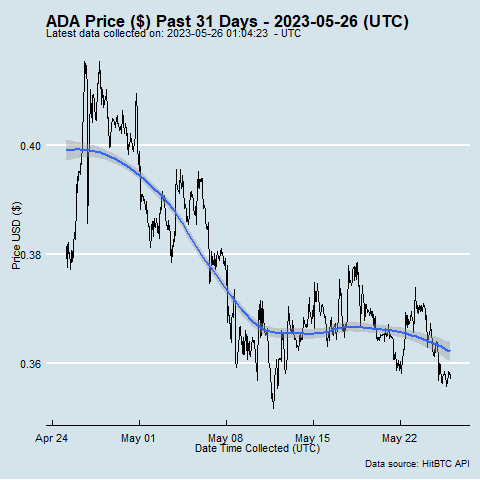 ADA Price ($) Past 31 Days - 2023-05-26 (UTC)
Latest data collected on: 2023-05-26 01:04:23  - UTC
0.40
0.38
0.36
Price USD ($)
Apr 24
May 01
May 08
May 15
May 22
Date Time Collected (UTC)
Data source: HitBTC API